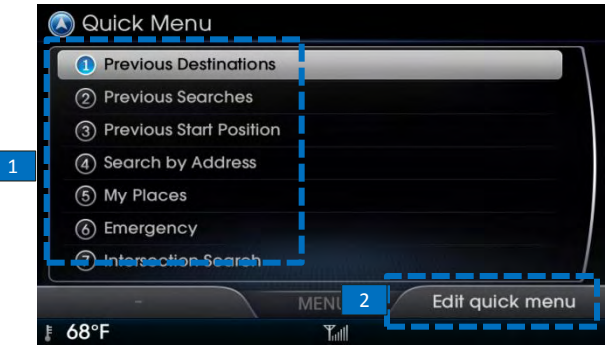 Quick Menu
1 Previous Destinations
2 Previous Searches
3 Previous Start Position
4 Search by Address
5 My Places
6 Emergency
7 Intersection Search
1
- MENU 2 Edit quick menu
68°F